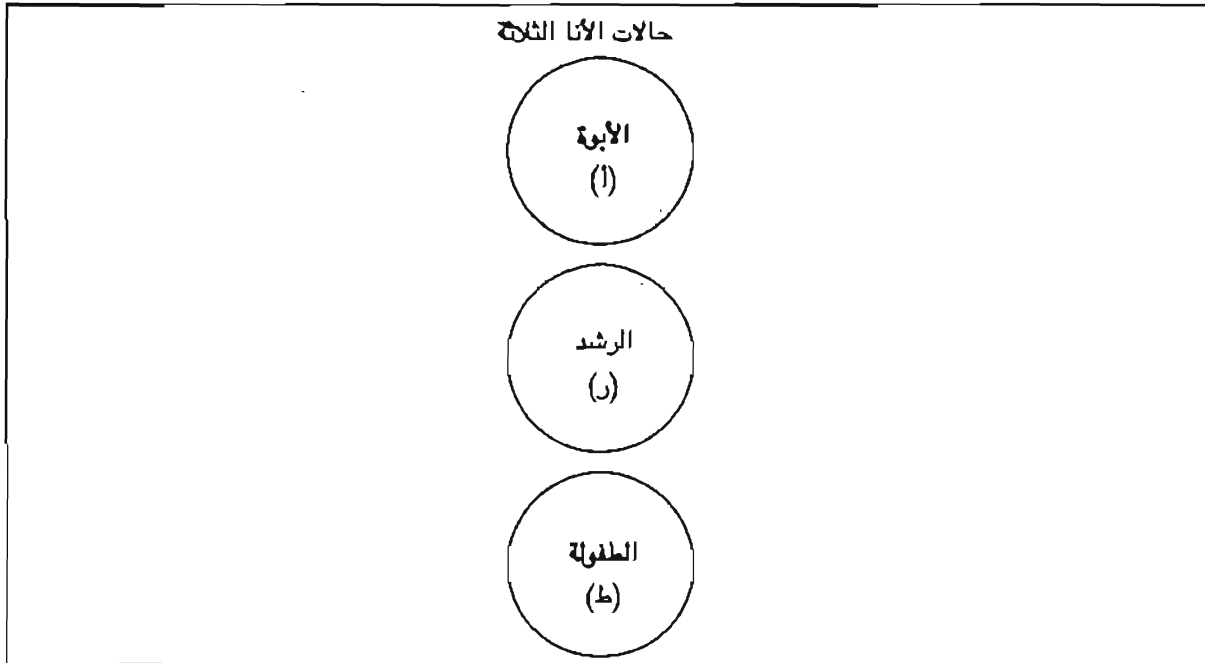 حالات الأنا الثلاثة
الأبوة
(أ)
الرشد
(ر)
الطفولة
(ط)